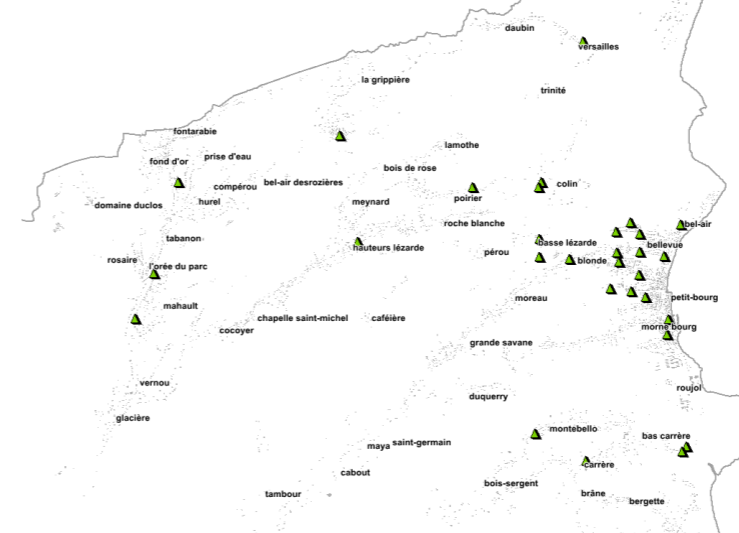 daubin
versailles
la grippière
trinité
fontarabie
lamothe
fond d'or
prise d'eau
bois de rose
compérou
bel-air desrozières
colin
domaine duclos
hurel
meynard
poirier
roche blanche
bel-air
tabanon
hauteurs lézarde
basse lézarde
bellevue
rosaire
l'orée du parc
pérou
blonde
mahault
moreau
petit-bourg
chapelle saint-michel
caféière
cocoyer
morne bourg
grande savane
vernou
roujol
duquerry
glacière
montebello
bas carrère
maya
saint-germain
carrère
cabout
bois-sergent
tambour
brâne
bergette